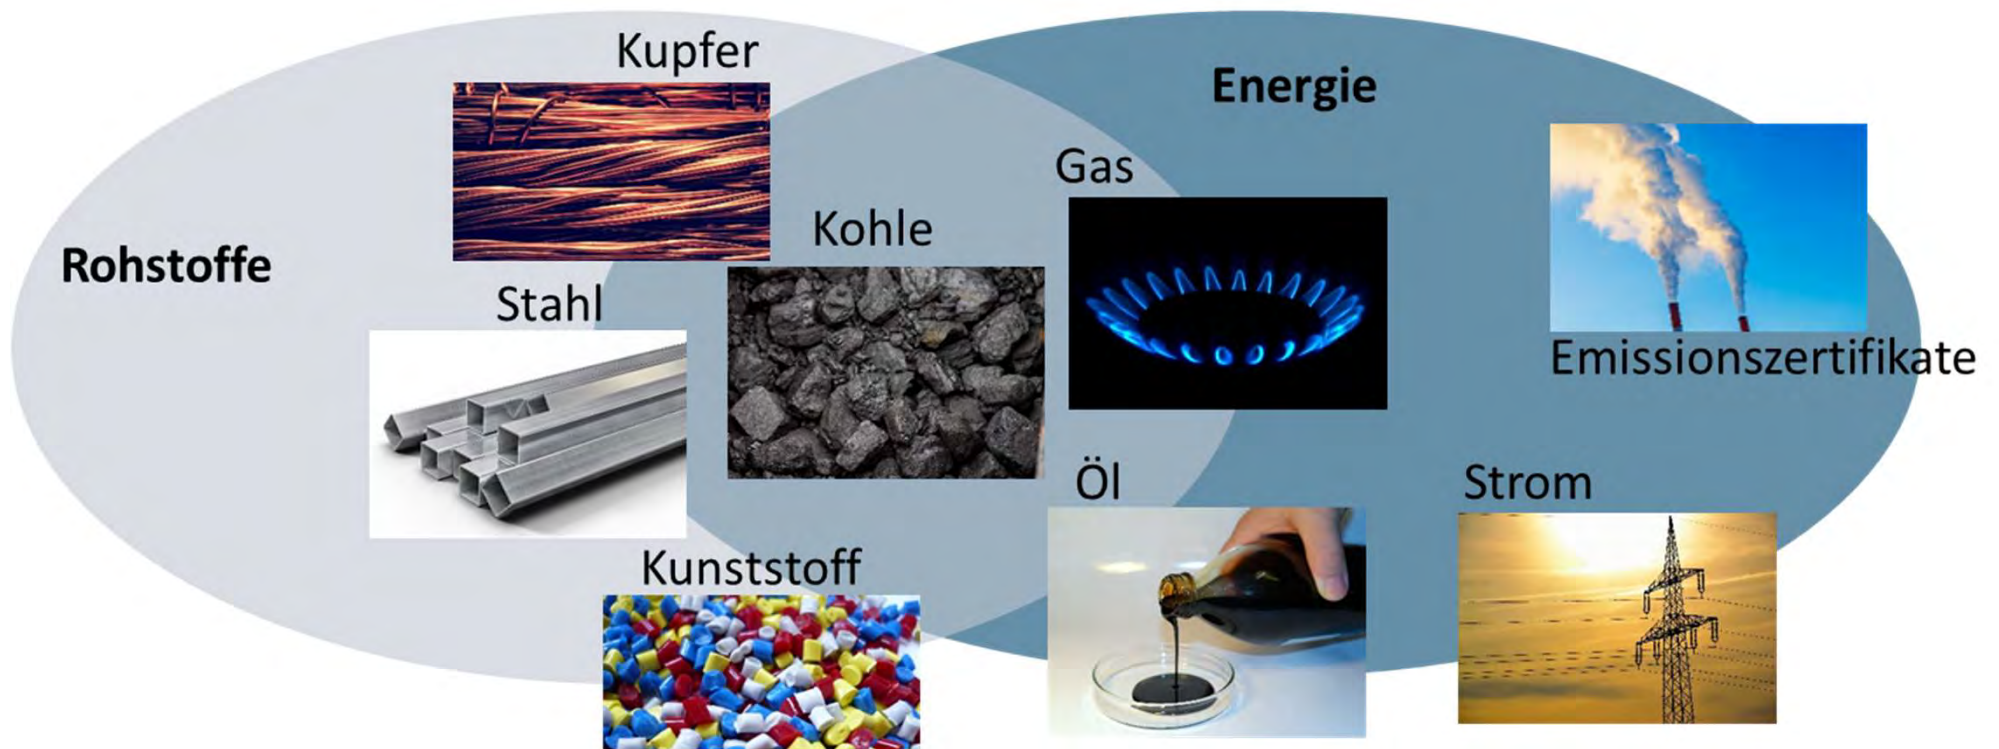 Kupfer
Energie
Gas
Kohle
Rohstoffe
Stahl
Emissionszertifikate
Öl
Strom
Kunststoff